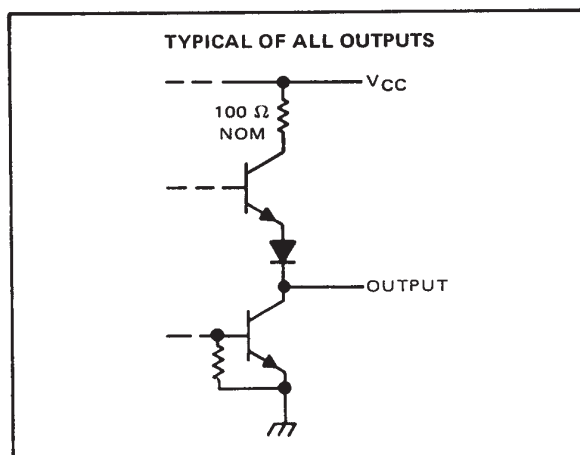 TYPICAL OF ALL OUTPUTS
VCC
100 Ω
NOM
OUTPUT